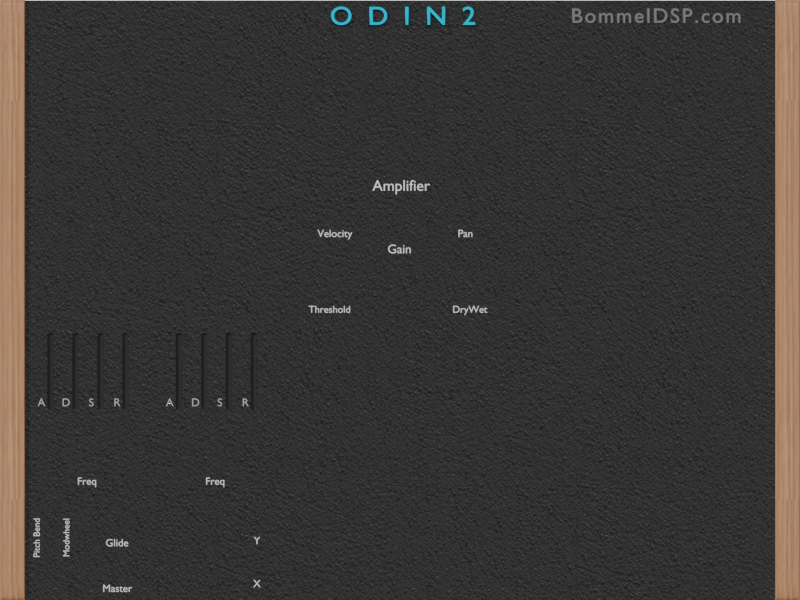 ODIN2
BommelDSP.com
Amplifier
Velocity
Pan
Gain
Threshold
DryWet
A D S R
A D S R
Freq
Freq
Pitch Bend
Modwheel
Glide
Y
Master
X